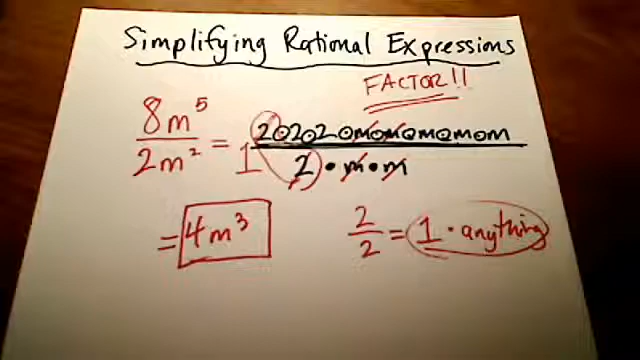 Simplifying Rational Expressions
FACTOR!!
8m⁵/2m² = 1 2·2·2·m·m·m·m·m/2·m·m
= 4m³
2/2 = 1 · anything